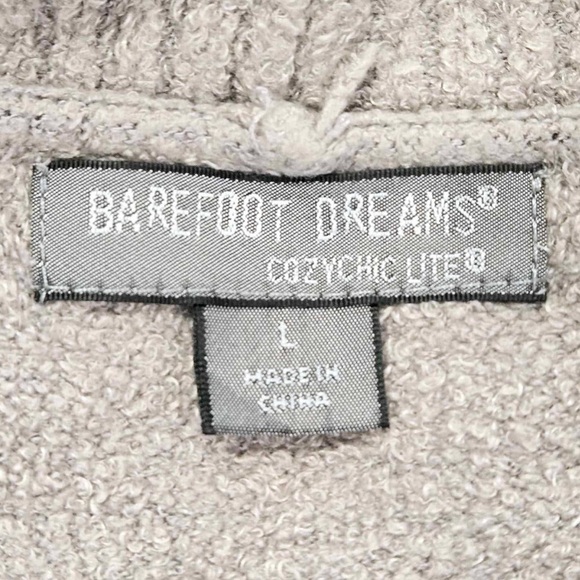 BAREFOOT DREAMS®
COZYCHIC LITE®
L
MADE IN
CHINA